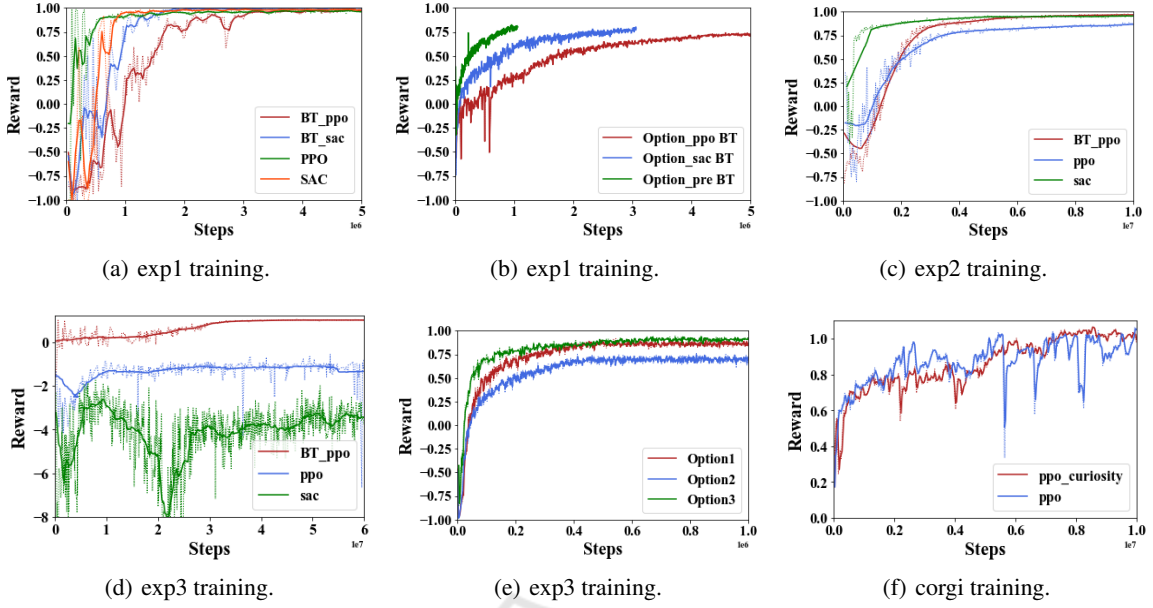 1.00
0.75
0.50
0.25
0.00
−0.25
−0.50
−0.75
−1.00
Reward
BT_ppo
BT_sac
PPO
SAC
0 1 2 3 4 5
1e6
Steps
(a) exp1 training.
1.00
0.75
0.50
0.25
0.00
−0.25
−0.50
−0.75
−1.00
Reward
Option_ppo BT
Option_sac BT
Option_pre BT
0 1 2 3 4 5
1e6
Steps
(b) exp1 training.
1.00
0.75
0.50
0.25
0.00
−0.25
−0.50
−0.75
−1.00
Reward
BT_ppo
ppo
sac
0.0 0.2 0.4 0.6 0.8 1.0
1e7
Steps
(c) exp2 training.
0
−2
−4
−6
−8
Reward
BT_ppo
ppo
sac
0 1 2 3 4 5 6
1e7
Steps
(d) exp3 training.
1.00
0.75
0.50
0.25
0.00
−0.25
−0.50
−0.75
−1.00
Reward
Option1
Option2
Option3
0.0 0.2 0.4 0.6 0.8 1.0
1e6
Steps
(e) exp3 training.
1.0
0.8
0.6
0.4
0.2
0.0
Reward
ppo_curiosity
ppo
0.0 0.2 0.4 0.6 0.8 1.0
1e7
Steps
(f) corgi training.